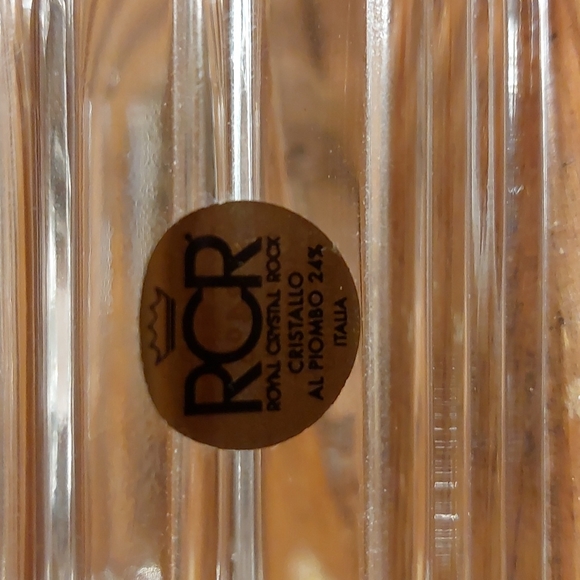 RCR
ROYAL CRYSTAL ROCK
CRISTALLO
AL PIOMBO 24%
ITALIA